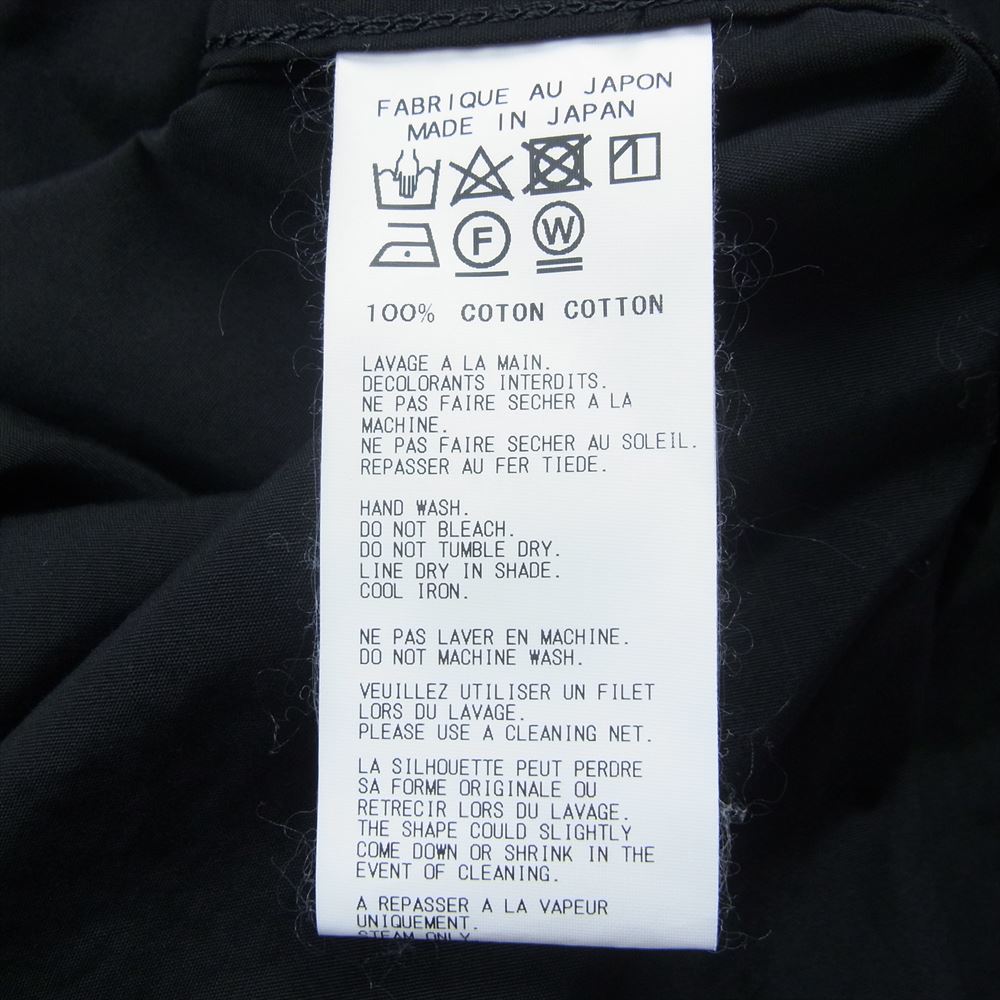 FABRIQUE AU JAPON
MADE IN JAPAN
1
F W
100% COTON COTTON
LAVAGE A LA MAIN.
DECOLORANTS INTERDITS.
NE PAS FAIRE SECHER A LA
MACHINE.
NE PAS FAIRE SECHER AU SOLEIL.
REPASSER AU FER TIEDE.
HAND WASH.
DO NOT BLEACH.
DO NOT TUMBLE DRY.
LINE DRY IN SHADE.
COOL IRON.
NE PAS LAVER EN MACHINE.
DO NOT MACHINE WASH.
VEUILLEZ UTILISER UN FILET
LORS DU LAVAGE.
PLEASE USE A CLEANING NET.
LA SILHOUETTE PEUT PERDRE
SA FORME ORIGINALE OU
RETRECIR LORS DU LAVAGE.
THE SHAPE COULD SLIGHTLY
COME DOWN OR SHRINK IN THE
EVENT OF CLEANING.
A REPASSER A LA VAPEUR
UNIQUEMENT.
STEAM ONLY